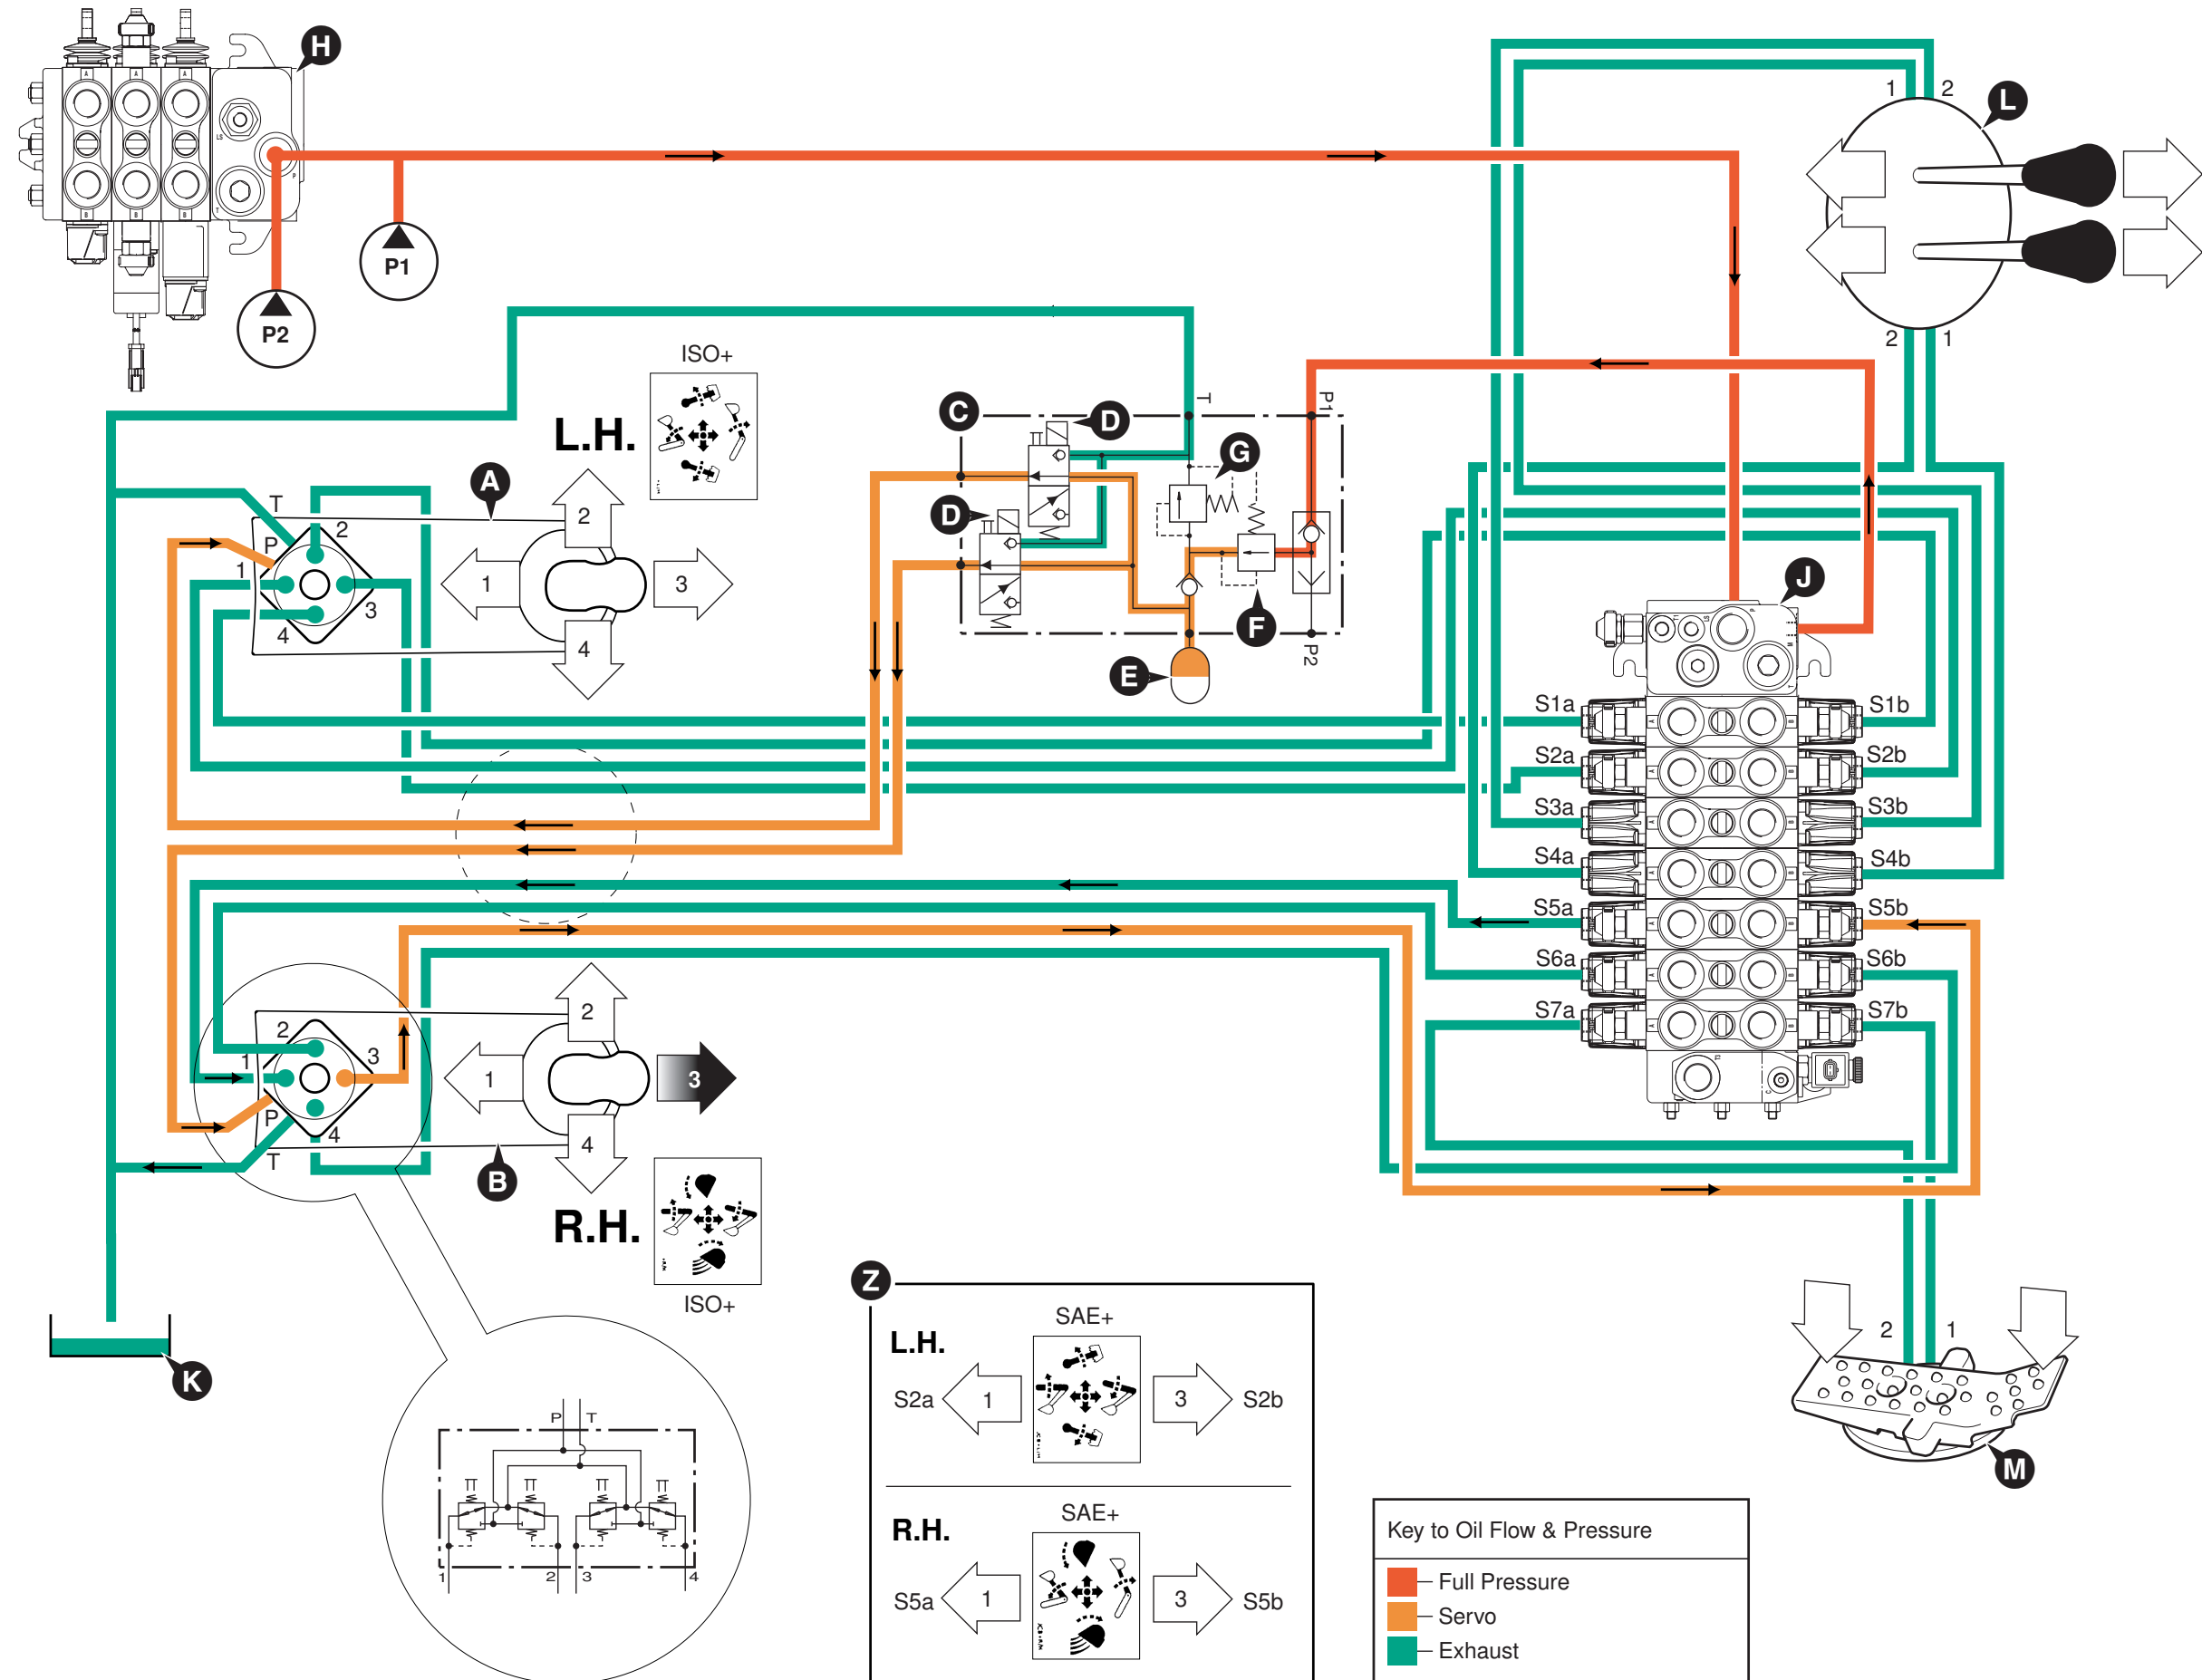 H
1 2
L
P1
P2
2 1
ISO+
L.H.
C
D
T
P1
G
A
T
2
P
1
3
4
2
1 3
4
D
F
P2
E
J
S1a S1b
S2a S2b
S3a S3b
S4a S4b
S5a S5b
S6a S6b
S7a S7b
2
1
3
P
4
T
2
1 3
4
B
R.H.
ISO+
K
Z
SAE+
L.H.
S2a 1 3 S2b
SAE+
R.H.
S5a 1 3 S5b
2 1
M
P T
1 2 3 4
Key to Oil Flow & Pressure
Full Pressure
Servo
Exhaust